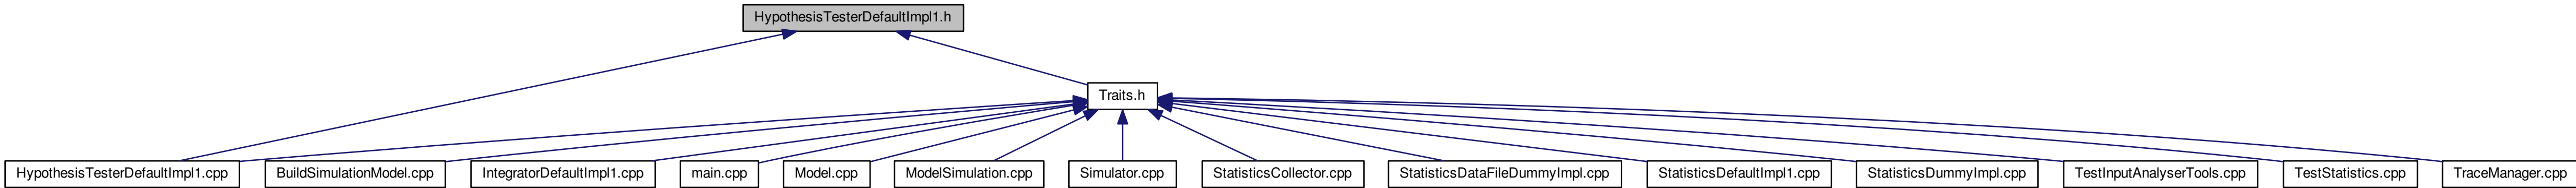 HypothesisTesterDefaultImpl1.h
Traits.h
HypothesisTesterDefaultImpl1.cpp
BuildSimulationModel.cpp
IntegratorDefaultImpl1.cpp
main.cpp
Model.cpp
ModelSimulation.cpp
Simulator.cpp
StatisticsCollector.cpp
StatisticsDataFileDummyImpl.cpp
StatisticsDefaultImpl1.cpp
StatisticsDummyImpl.cpp
TestInputAnalyserTools.cpp
TestStatistics.cpp
TraceManager.cpp